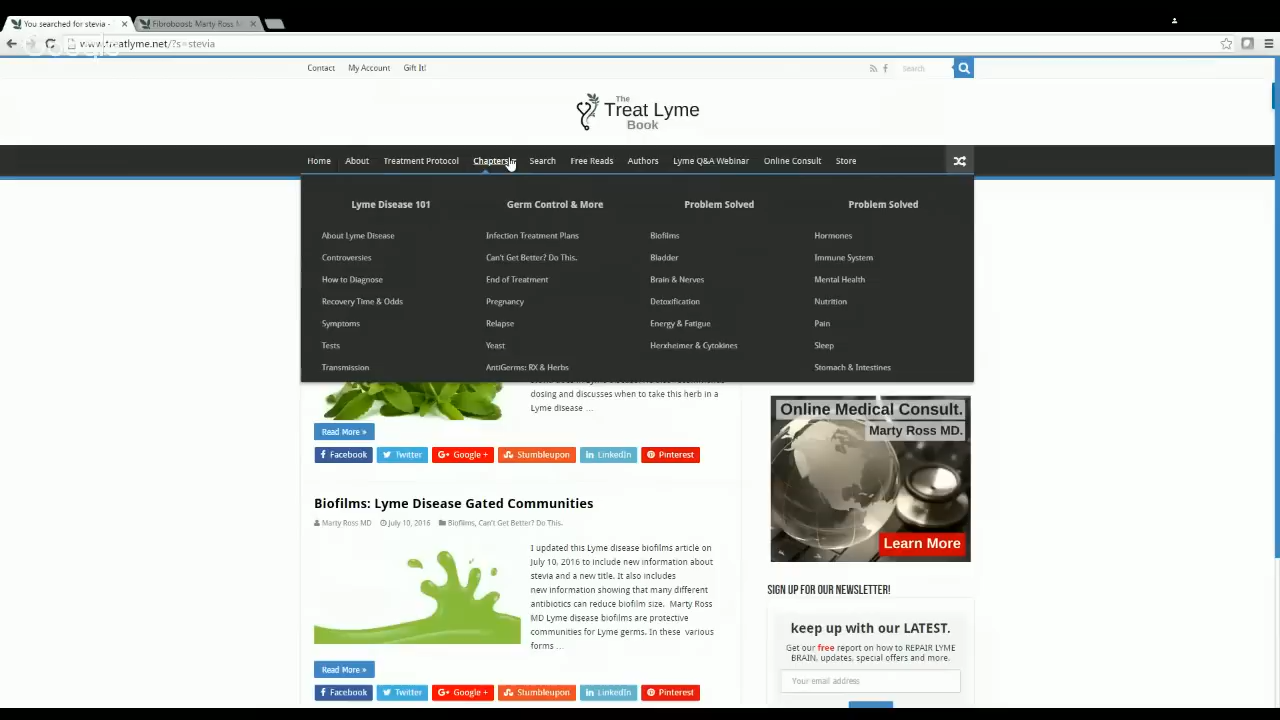 You searched for stevia -
Fibroboost: Marty Ross M
www.treatlyme.net/?s=stevia
Google
Contact My Account Gift It!
Search
The
Treat Lyme
Book
Home About Treatment Protocol Chapters Search Free Reads Authors Lyme Q&A Webinar Online Consult Store
Lyme Disease 101 Germ Control & More Problem Solved Problem Solved
About Lyme Disease Infection Treatment Plans Biofilms Hormones
Controversies Can't Get Better? Do This. Bladder Immune System
How to Diagnose End of Treatment Brain & Nerves Mental Health
Recovery Time & Odds Pregnancy Detoxification Nutrition
Symptoms Relapse Energy & Fatigue Pain
Tests Yeast Herxheimer & Cytokines Sleep
Transmission AntiGerms: RX & Herbs Stomach & Intestines
dosing and discusses when to take this herb in a
Lyme disease …
Read More »
Facebook Twitter Google + Stumbleupon LinkedIn Pinterest
Biofilms: Lyme Disease Gated Communities
Marty Ross MD July 10, 2016 Biofilms, Can't Get Better? Do This.
I updated this Lyme disease biofilms article on
July 10, 2016 to include new information about
stevia and a new title. It also includes
new information showing that many different
antibiotics can reduce biofilm size. Marty Ross
MD Lyme disease biofilms are protective
communities for Lyme germs. In these various
forms …
Read More »
Facebook Twitter Google + Stumbleupon LinkedIn Pinterest
Online Medical Consult.
Marty Ross MD.
Learn More
SIGN UP FOR OUR NEWSLETTER!
keep up with our LATEST.
Get our free report on how to REPAIR LYME
BRAIN, updates, special offers and more.
Your email address